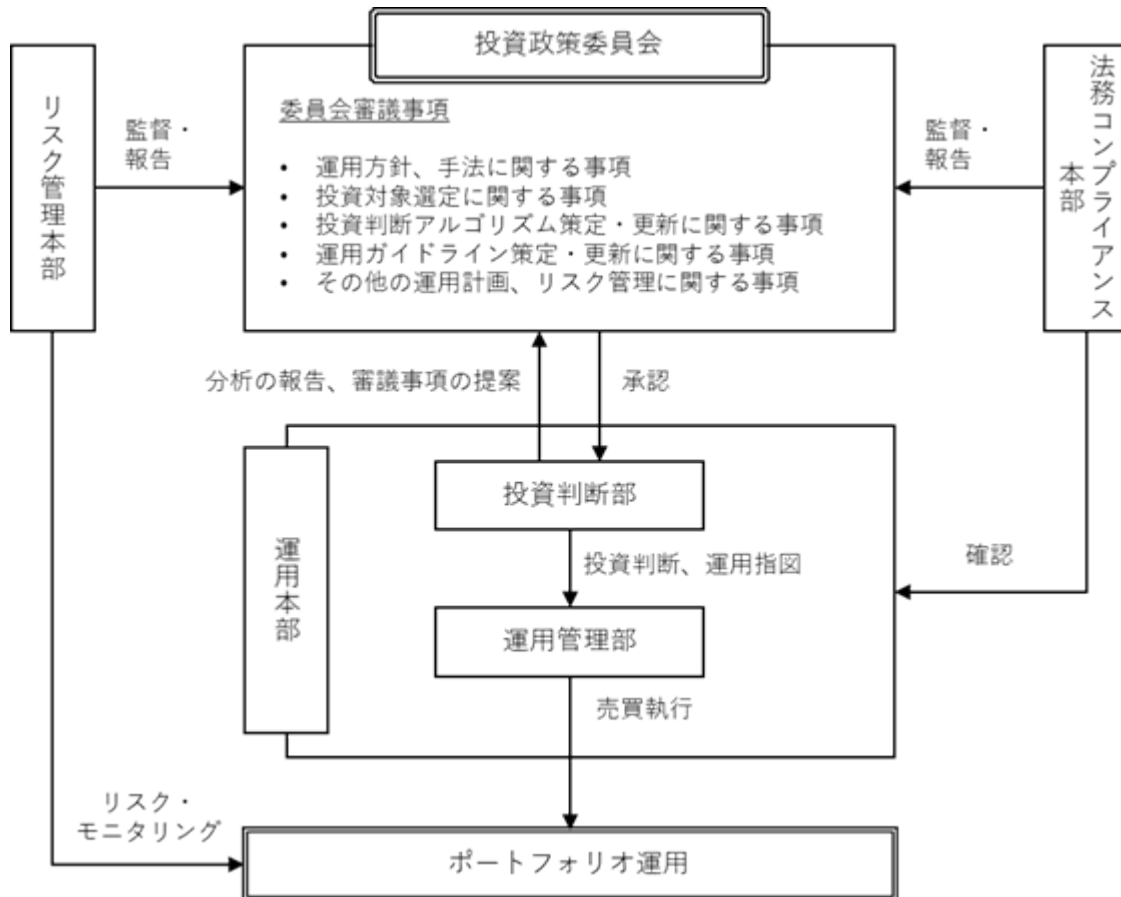 投資政策委員会
リスク管理本部
監督・
報告
委員会審議事項
• 運用方針、手法に関する事項
• 投資対象選定に関する事項
• 投資判断アルゴリズム策定・更新に関する事項
• 運用ガイドライン策定・更新に関する事項
• その他の運用計画、リスク管理に関する事項
監督・
報告
法務コンプライアンス
本部
分析の報告、審議事項の提案
承認
運用本部
投資判断部
投資判断、運用指図
確認
運用管理部
売買執行
リスク・
モニタリング
ポートフォリオ運用